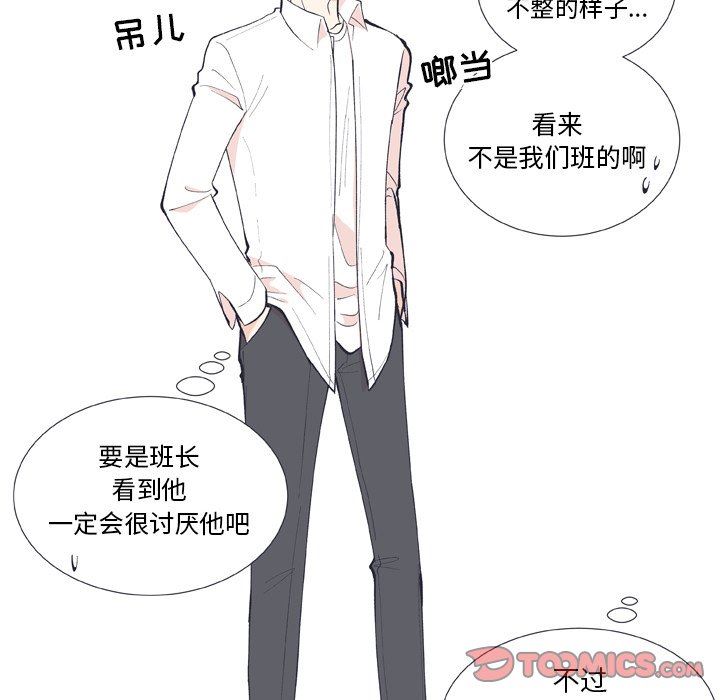 不整的样子...
吊儿
啷当
看来
不是我们班的啊
要是班长
看到他
一定会很讨厌他吧
不过
TOOMICS.COM